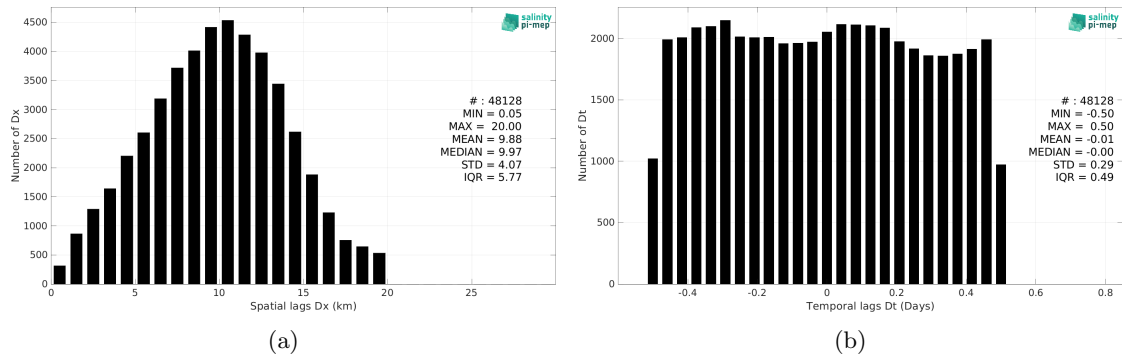 4500
4000
3500
3000
2500
2000
1500
1000
500
0
Number of Dx
0
5
10
15
20
25
Spatial lags Dx (km)
salinity
pi-mep
# : 48128
MIN = 0.05
MAX = 20.00
MEAN = 9.88
MEDIAN = 9.97
STD = 4.07
IQR = 5.77
(a)
2000
1500
1000
500
0
Number of Dt
-0.4
-0.2
0
0.2
0.4
0.6
0.8
Temporal lags Dt (Days)
salinity
pi-mep
# : 48128
MIN = -0.50
MAX = 0.50
MEAN = -0.01
MEDIAN = -0.00
STD = 0.29
IQR = 0.49
(b)